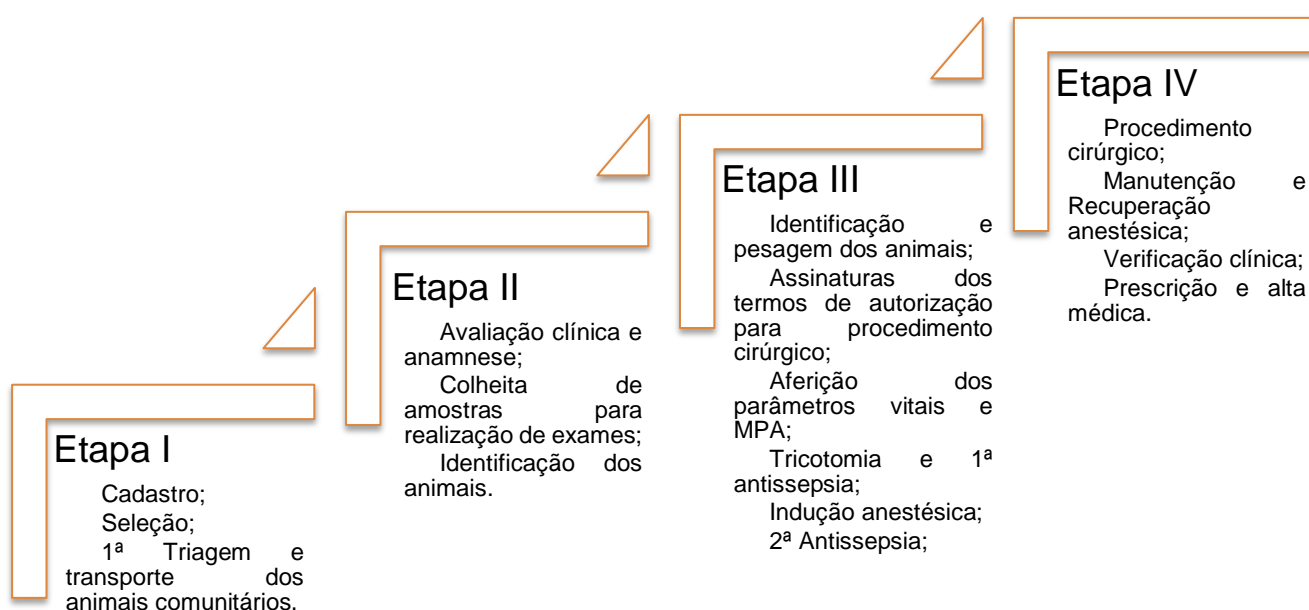 Etapa I
Cadastro;
Seleção;
1ª Triagem e
transporte dos
animais comunitários.
Etapa II
Avaliação clínica e
anamnese;
Colheita de
amostras para
realização de exames;
Identificação dos
animais.
Etapa III
Identificação e
pesagem dos animais;
Assinaturas dos
termos de autorização
para procedimento
cirúrgico;
Aferição dos
parâmetros vitais e
MPA;
Tricotomia e 1ª
antissepsia;
Indução anestésica;
2ª Antissepsia;
Etapa IV
Procedimento
cirúrgico;
Manutenção e
Recuperação
anestésica;
Verificação clínica;
Prescrição e alta
médica.